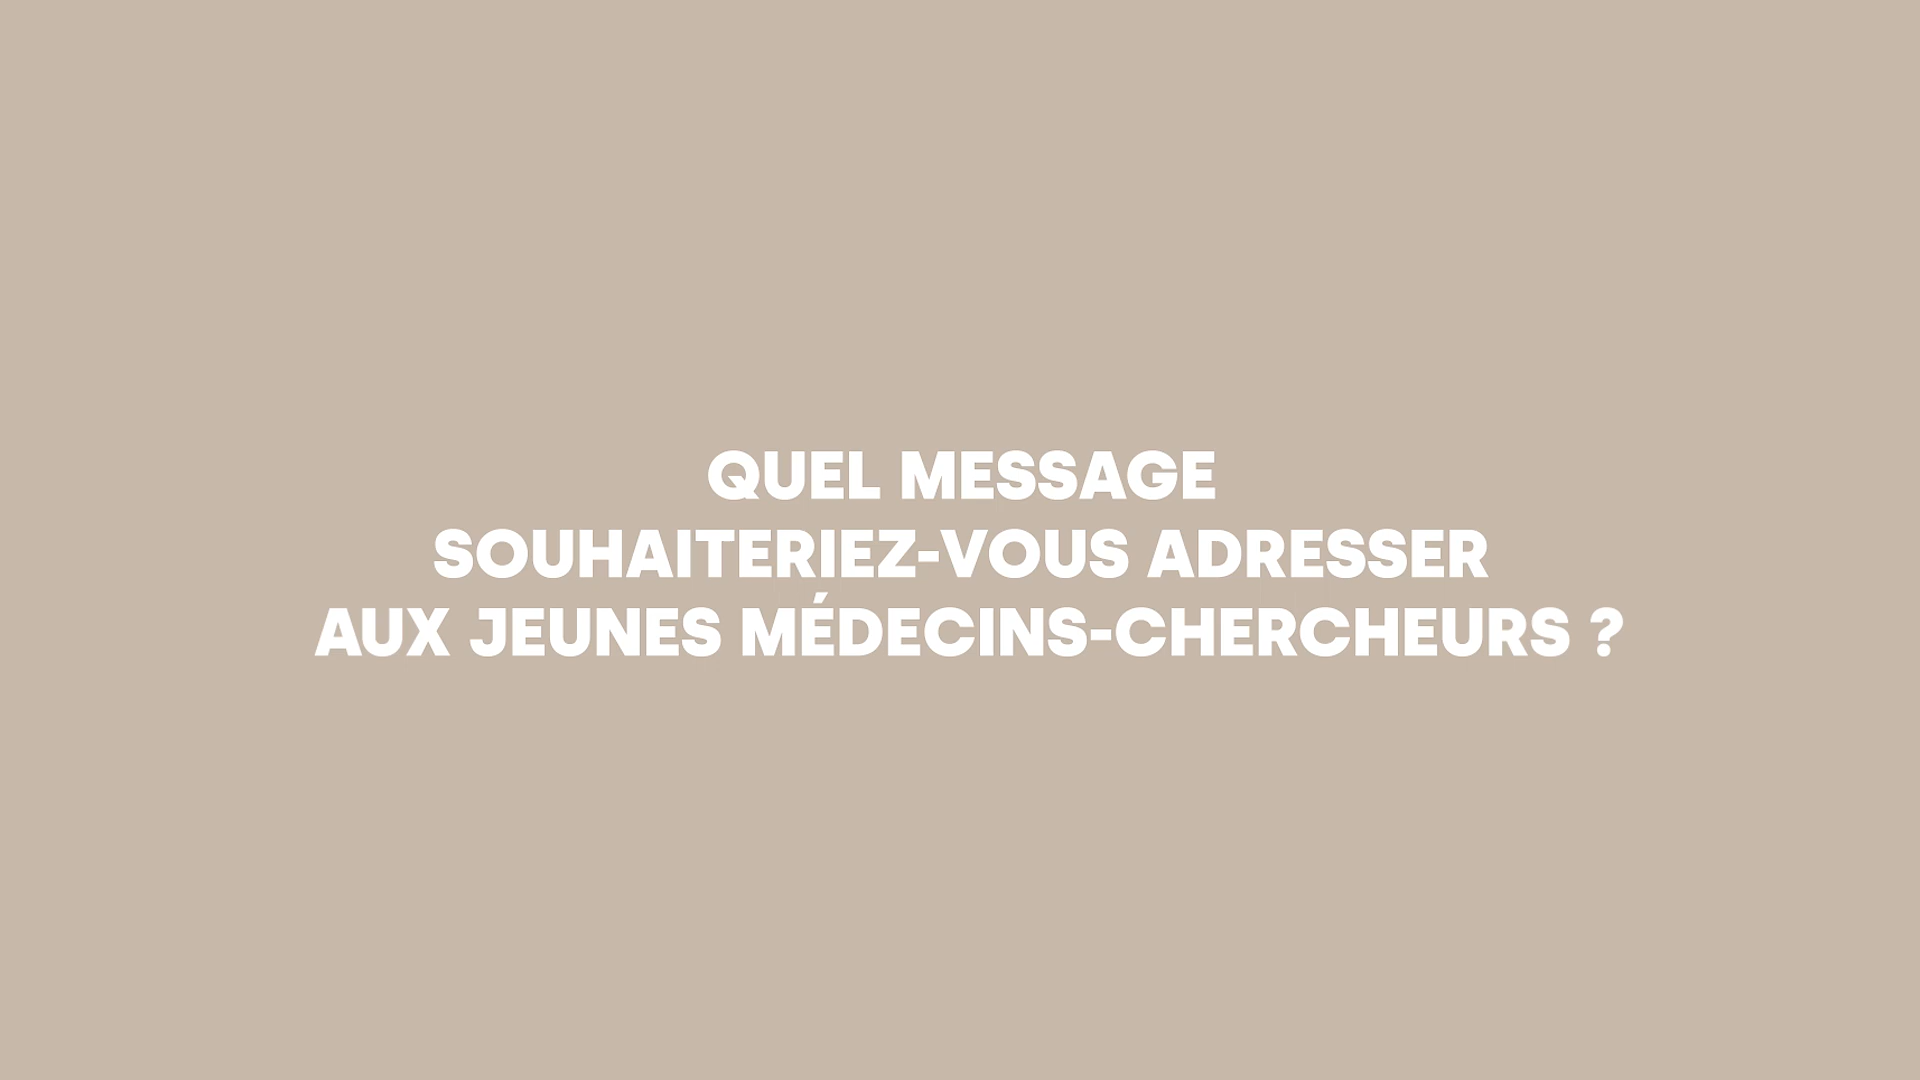 QUEL MESSAGE
SOUHAITERIEZ-VOUS ADRESSER
AUX JEUNES MÉDECINS-CHERCHEURS ?